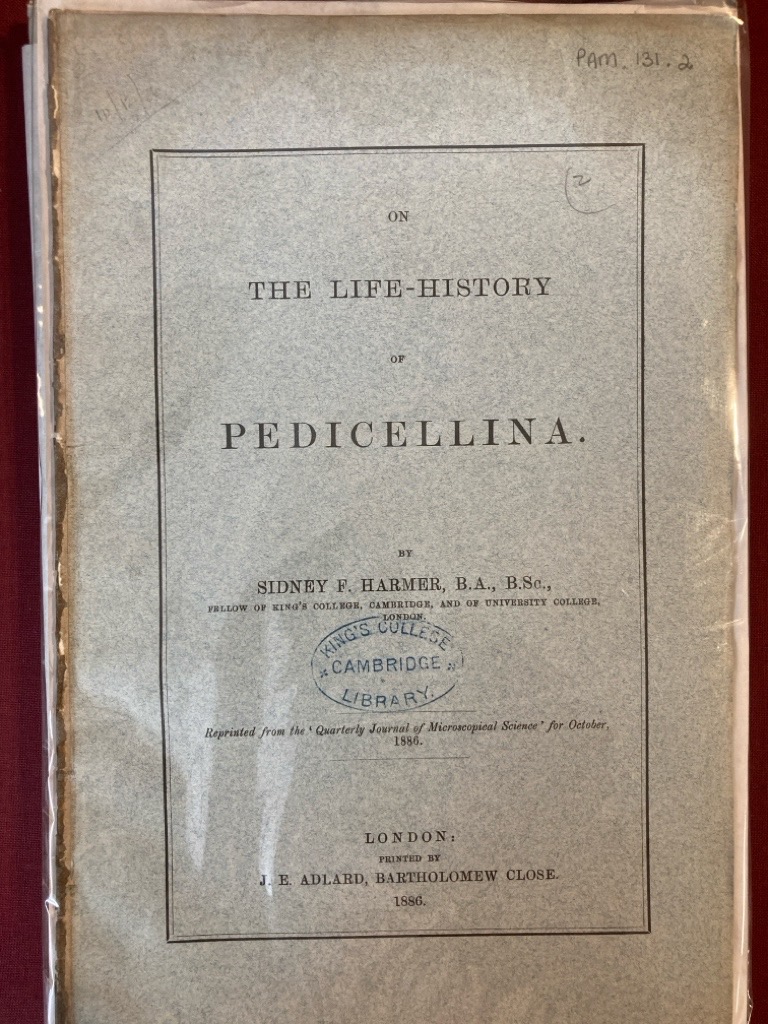 PAM. 131. 2
2
ON
THE LIFE-HISTORY
OF
PEDICELLINA.
BY
SIDNEY F. HARMER, B.A., B.Sc.,
FELLOW OF KING'S COLLEGE, CAMBRIDGE, AND OF UNIVERSITY COLLEGE,
LONDON.
KING'S COLLEGE
CAMBRIDGE
LIBRARY.
Reprinted from the 'Quarterly Journal of Microscopical Science' for October,
1886.
LONDON:
PRINTED BY
J. E. ADLARD, BARTHOLOMEW CLOSE.
1886.